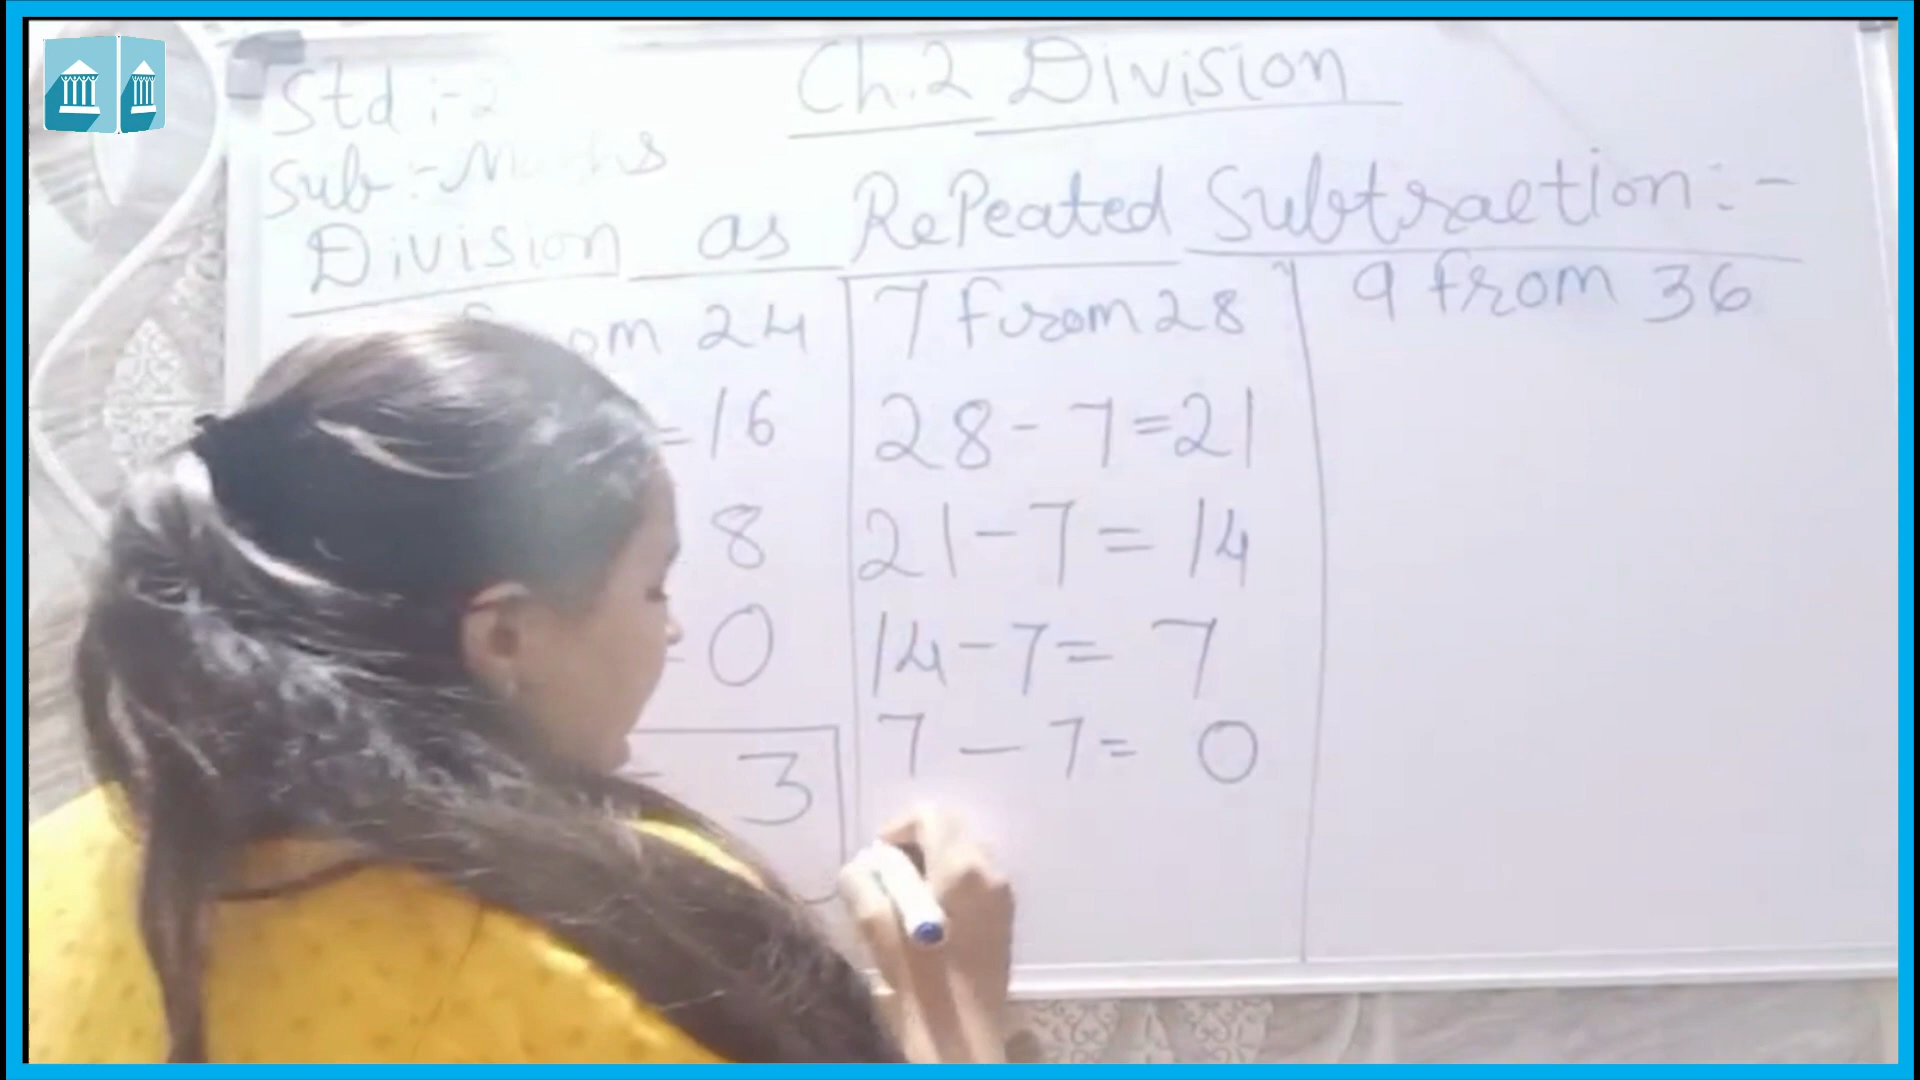 Std :- 2
Ch.2 Division
Sub :- Maths
Division as RePeated Subtraction :-
from 24
= 16
8
0
= 3
7 from 28
28 - 7 = 21
21 - 7 = 14
14 - 7 = 7
7 - 7 = 0
9 from 36